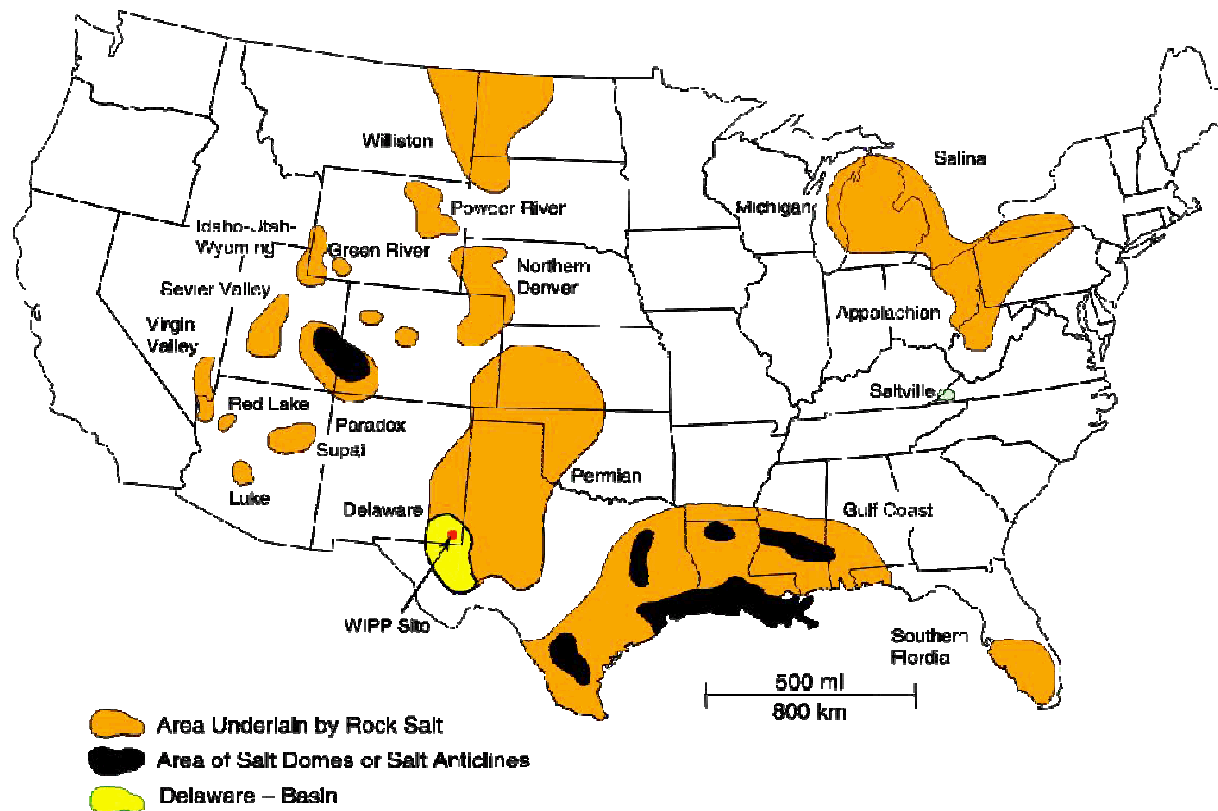 Williston
Salina
Powder River
Michigan
Idaho-Utah-
Wyoming
Green River
Northern
Denver
Sevier Valley
Virgin
Valley
Appalachian
Saltville
Red Lake
Paradox
Supai
Permian
Luke
Delaware
Gulf Coast
WIPP Site
Southern
Flordia
500 mi
800 km
Area Underlain by Rock Salt
Area of Salt Domes or Salt Anticlines
Delaware – Basin